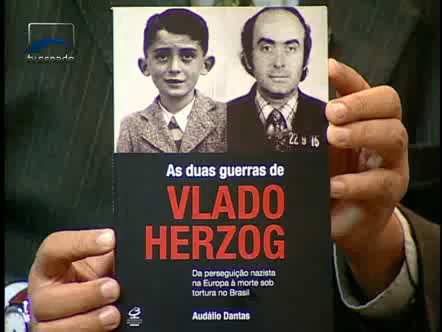 tv senado
22 9 15
As duas guerras de
VLADO
HERZOG
Da perseguição nazista
na Europa à morte sob
tortura no Brasil
Audálio Dantas